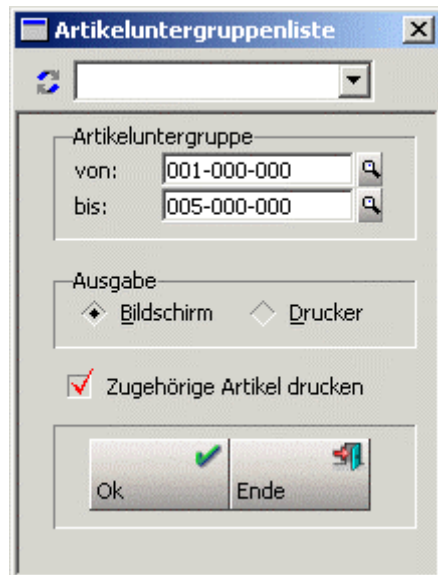 Artikeluntergruppenliste
Artikeluntergruppe
von: 001-000-000
bis: 005-000-000
Ausgabe
Bildschirm Drucker
Zugehörige Artikel drucken
Ok Ende